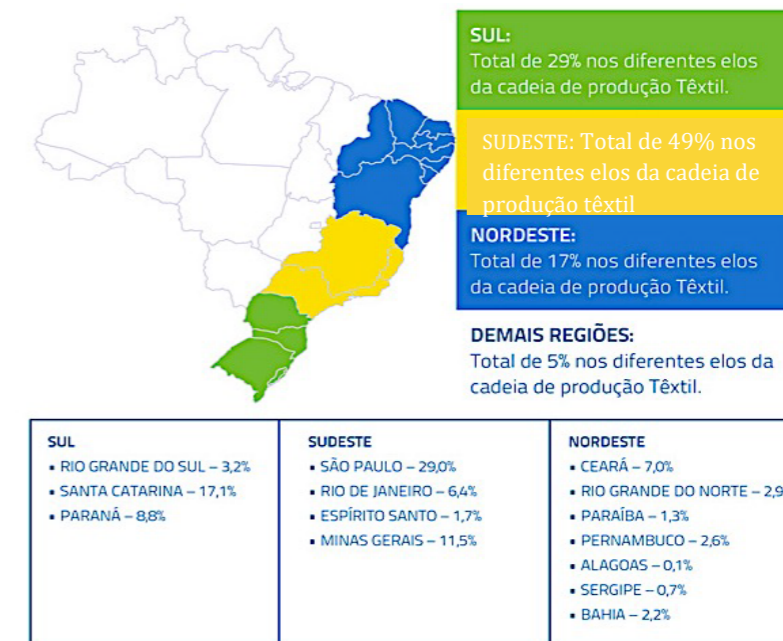 SUL:
Total de 29% nos diferentes elos
da cadeia de produção Têxtil.
SUDESTE: Total de 49% nos
diferentes elos da cadeia de
produção têxtil
NORDESTE:
Total de 17% nos diferentes elos
da cadeia de produção Têxtil.
DEMAIS REGIÕES:
Total de 5% nos diferentes elos da
cadeia de produção Têxtil.
SUL
▪ RIO GRANDE DO SUL – 3,2%
▪ SANTA CATARINA – 17,1%
▪ PARANÁ – 8,8%
SUDESTE
▪ SÃO PAULO – 29,0%
▪ RIO DE JANEIRO – 6,4%
▪ ESPÍRITO SANTO – 1,7%
▪ MINAS GERAIS – 11,5%
NORDESTE
▪ CEARÁ – 7,0%
▪ RIO GRANDE DO NORTE – 2,9
▪ PARAÍBA – 1,3%
▪ PERNAMBUCO – 2,6%
▪ ALAGOAS – 0,1%
▪ SERGIPE – 0,7%
▪ BAHIA – 2,2%